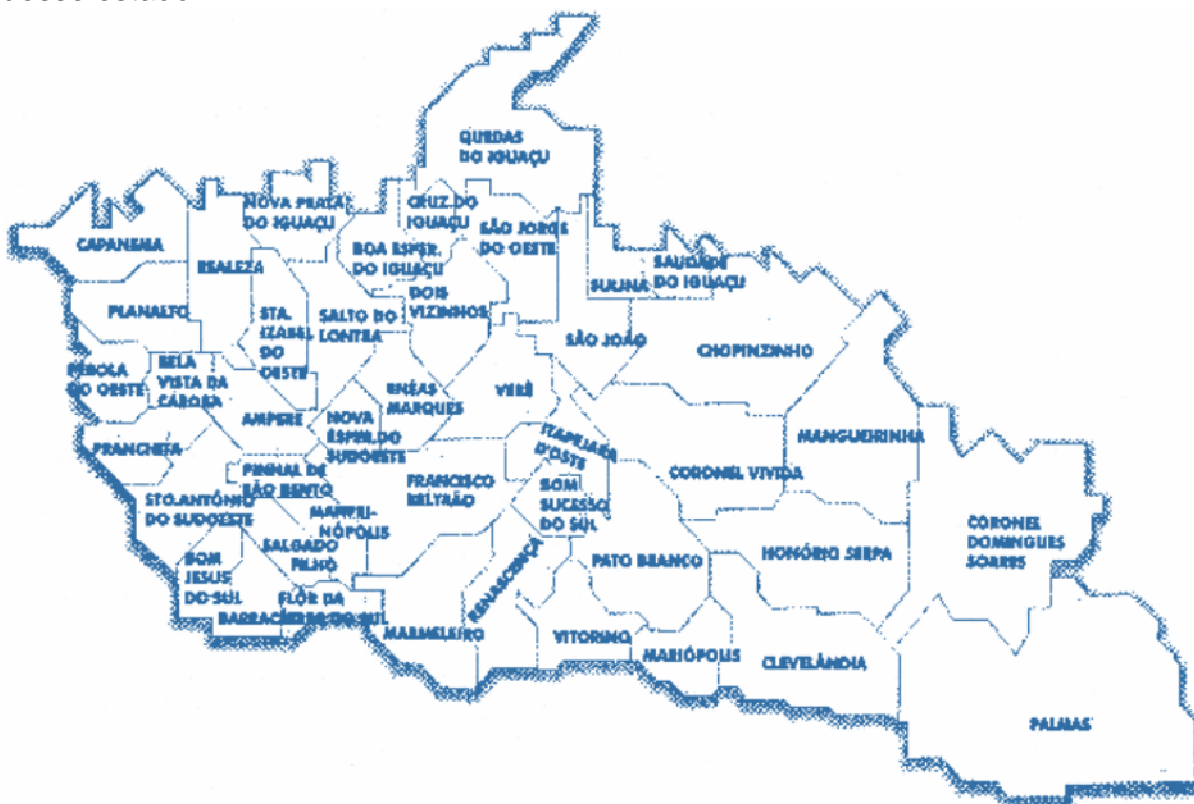 QUEDAS
DO IGUAÇU
NOVA PRATA
DO IGUAÇU
CRUZ DO
IGUAÇU
SÃO JORGE
DO OESTE
CAPANEMA
BOA ESPER.
DO IGUAÇU
REALEZA
SAUDADE
DO IGUAÇU
SULINA
DOIS
VIZINHOS
PLANALTO
STA.
IZABEL
DO
OESTE
SALTO DO
LONTRA
SÃO JOÃO
CHOPINZINHO
PÉROLA
DO OESTE
BELA
VISTA DA
CAROBA
ENÉAS
MARQUES
VERÊ
AMPERE
NOVA
ESPER.DO
SUDOESTE
ITAPEJARA
D'OESTE
MANGUEIRINHA
PRANCHITA
PINHAL DE
SÃO BENTO
FRANCISCO
BELTRÃO
CORONEL VIVIDA
BOM
SUCESSO
DO SUL
STO.ANTÔNIO
DO SUDOESTE
MANFRI-
NÓPOLIS
CORONEL
DOMINGUES
SOARES
SALGADO
FILHO
BOM
JESUS
DO SUL
RENASCENÇA
PATO BRANCO
HONÓRIO SERPA
FLOR DA
SERRA DO SUL
BARRACÃO
MARMELEIRO
VITORINO
MARIÓPOLIS
CLEVELÂNDIA
PALMAS